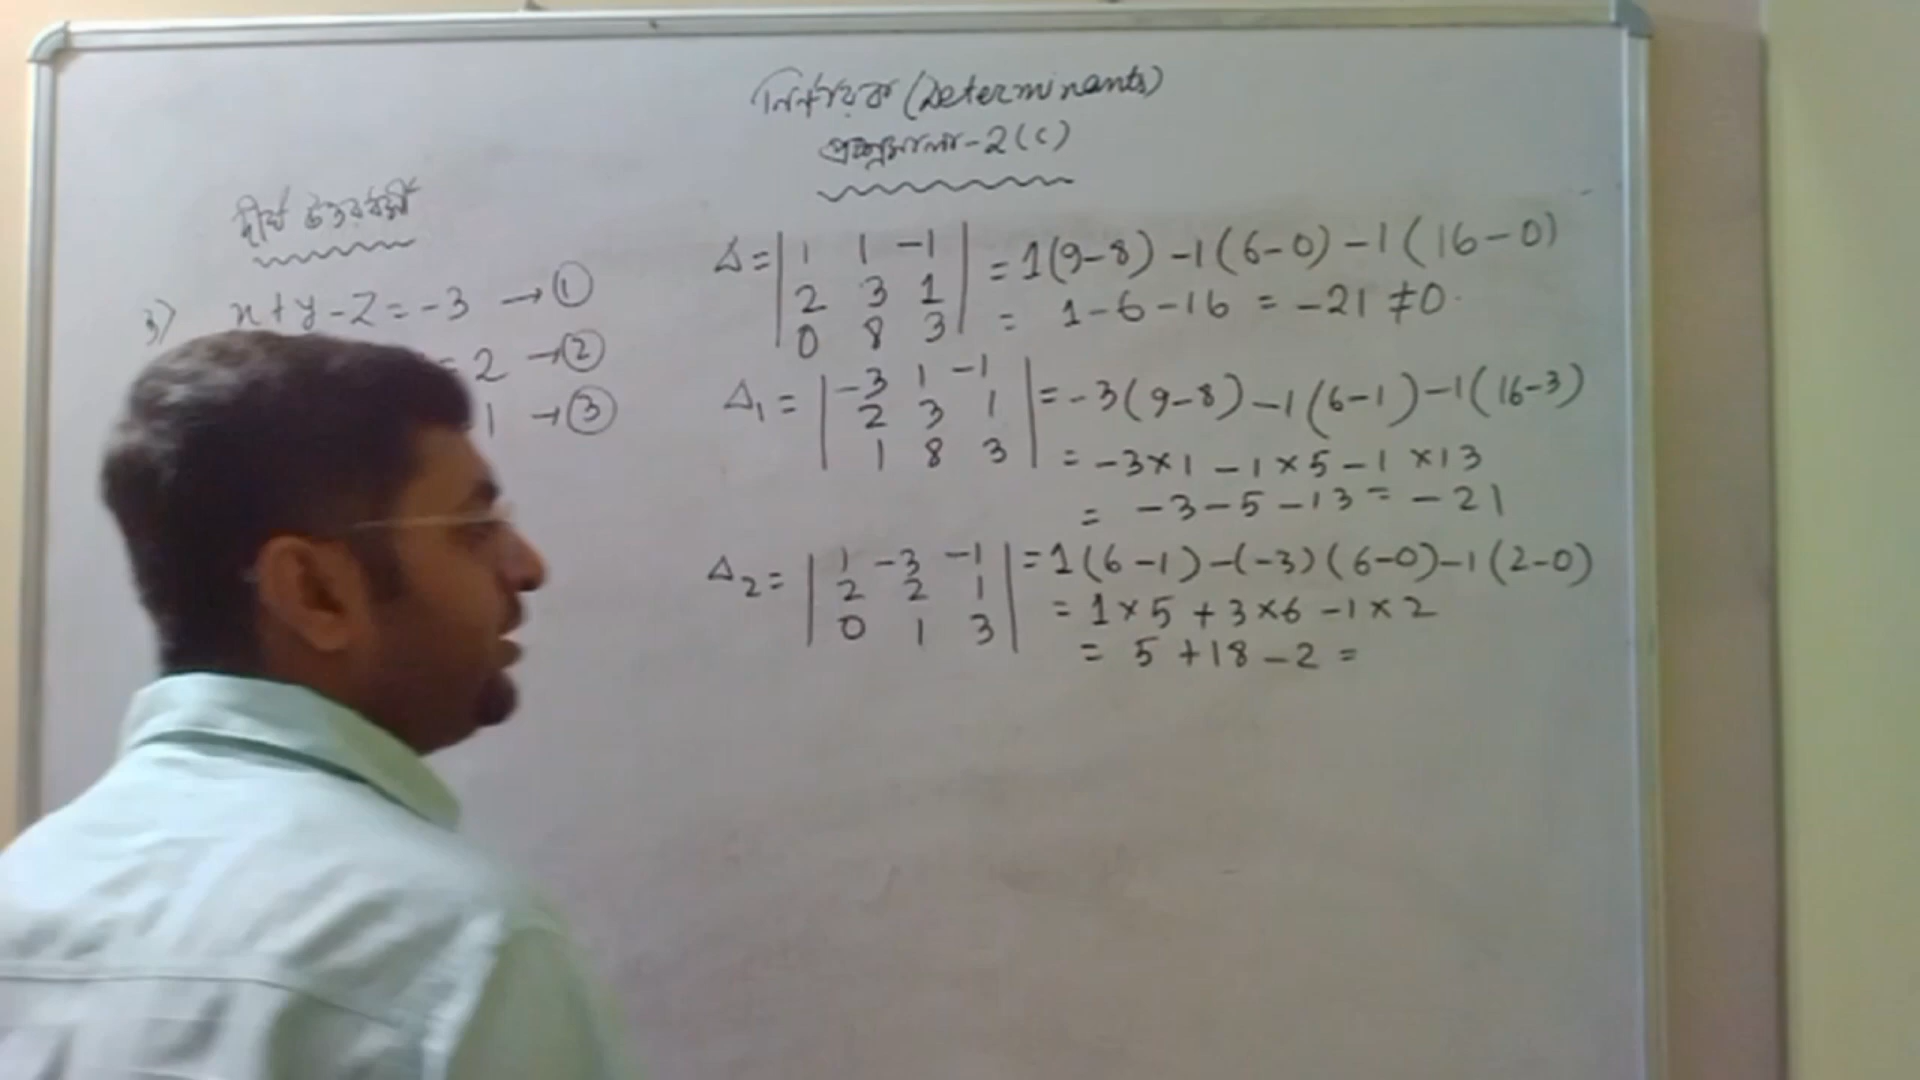 নির্ণায়ক (Determinants)
প্রশ্নমালা-2(C)
দীর্ঘ উত্তরধর্মী
3) x+y-z=-3 → ①
=2 → ②
1 → ③
Δ = | 1 1 -1 | = 1(9-8) -1(6-0) -1(16-0)
| 2 3 1 | = 1-6-16 = -21 ≠0.
| 0 8 3 |
Δ1 = | -3 1 -1 | = -3(9-8) -1(6-1) -1(16-3)
| 2 3 1 |
| 1 8 3 | = -3×1 -1×5 -1×13
= -3-5-13 = -21
Δ2 = | 1 -3 -1 | = 1(6-1) -(-3)(6-0) -1(2-0)
| 2 2 1 | = 1×5 + 3×6 -1×2
| 0 1 3 | = 5 +18 -2 =